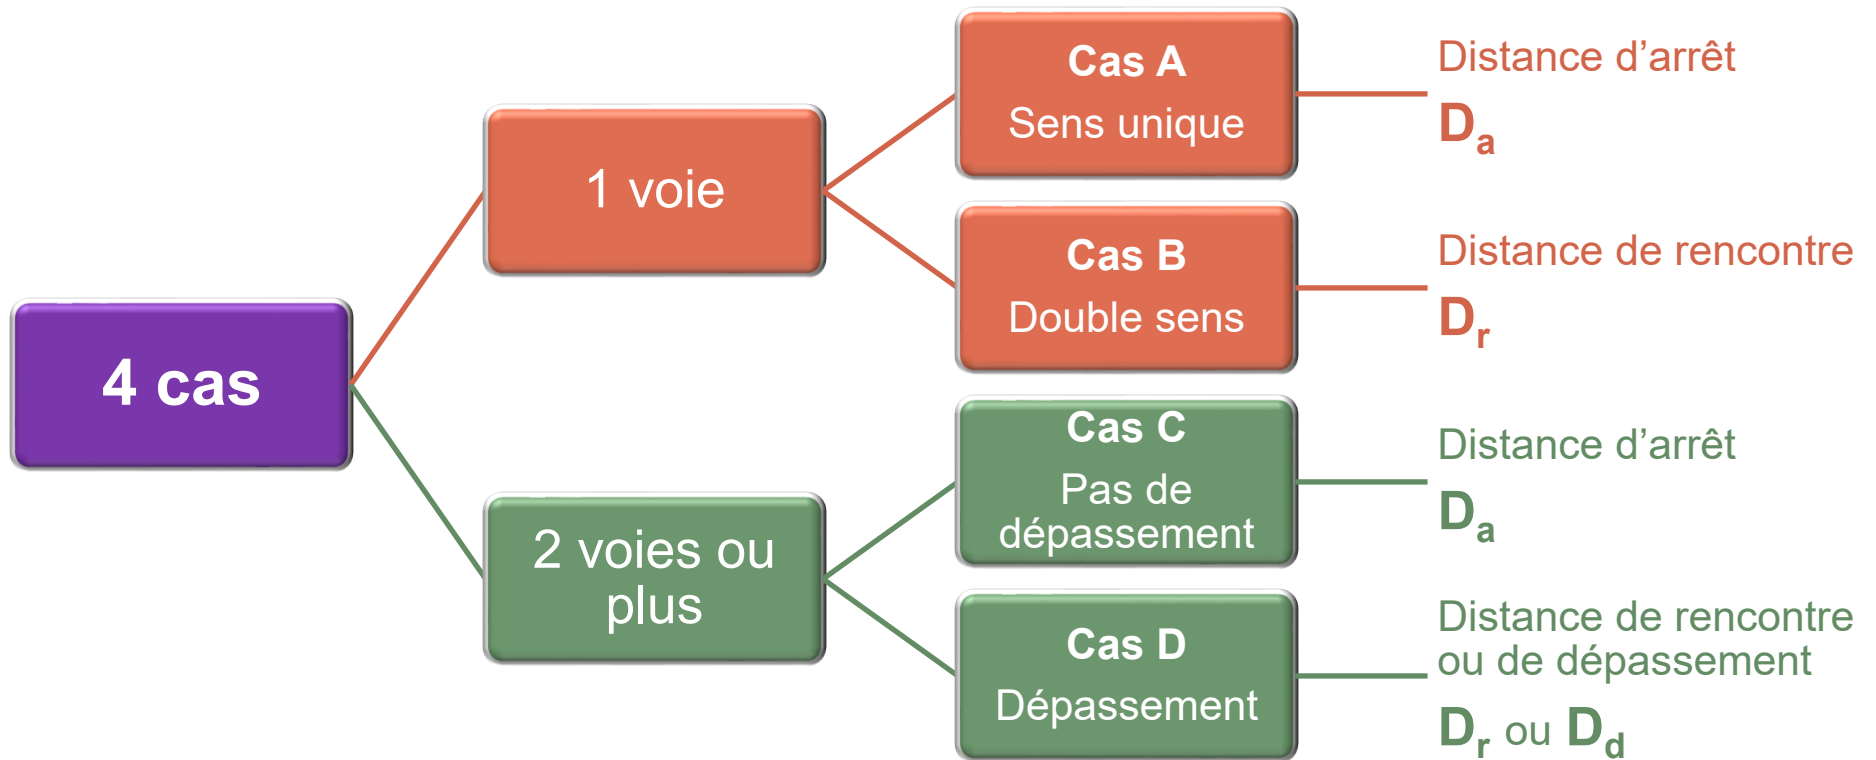 4 cas
1 voie
Cas A
Sens unique
Distance d’arrêt
Da
Cas B
Double sens
Distance de rencontre
Dr
2 voies ou
plus
Cas C
Pas de
dépassement
Distance d’arrêt
Da
Cas D
Dépassement
Distance de rencontre
ou de dépassement
Dr ou Dd